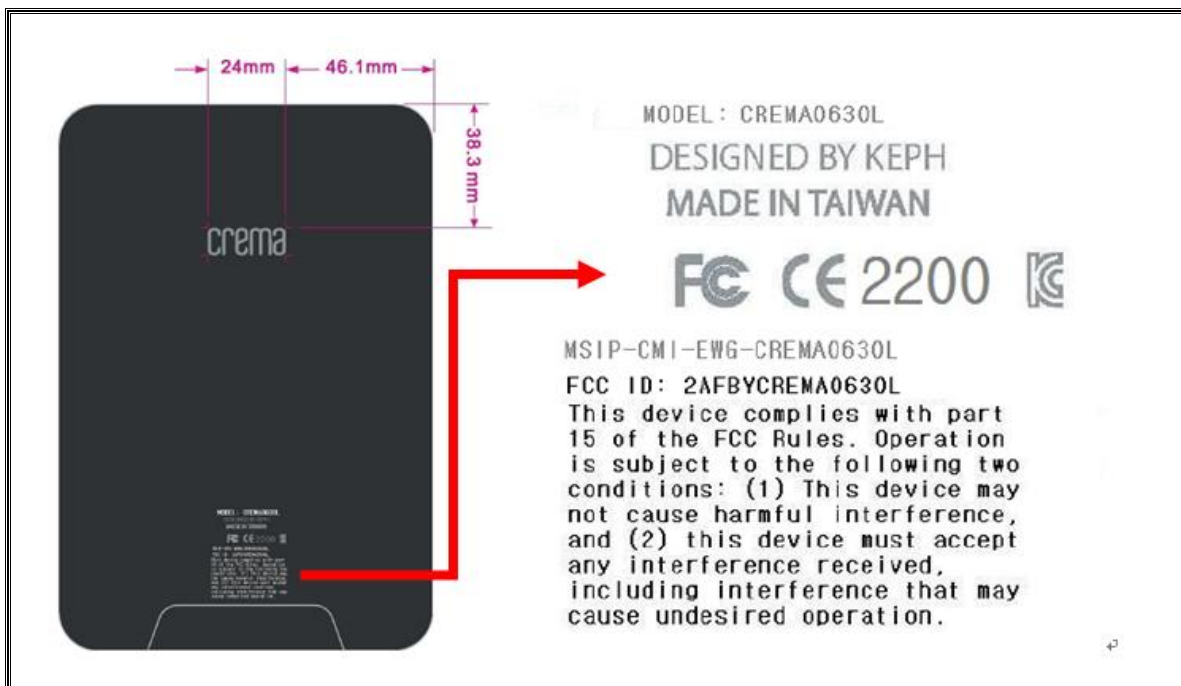 24mm 46.1mm
38.3 mm
crema
MODEL: CREMA0630L
DESIGNED BY KEPH
MADE IN TAIWAN
FC CE 2200 KC
MSIP-CMI-EWG-CREMA0630L
FCC ID: 2AFBYCREMA0630L
This device complies with part
15 of the FCC Rules. Operation
is subject to the following two
conditions: (1) This device may
not cause harmful interference,
and (2) this device must accept
any interference received,
including interference that may
cause undesired operation.